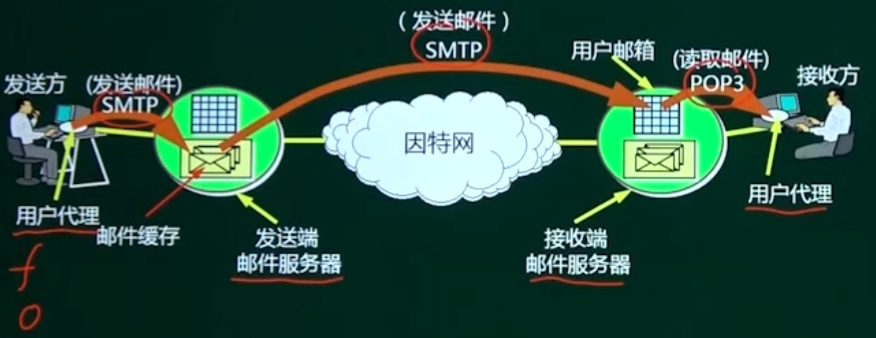 (发送邮件)
SMTP
用户邮箱
(读取邮件)
POP3
发送方
(发送邮件)
SMTP
接收方
因特网
用户代理
邮件缓存
发送端
邮件服务器
接收端
邮件服务器
用户代理
f
o